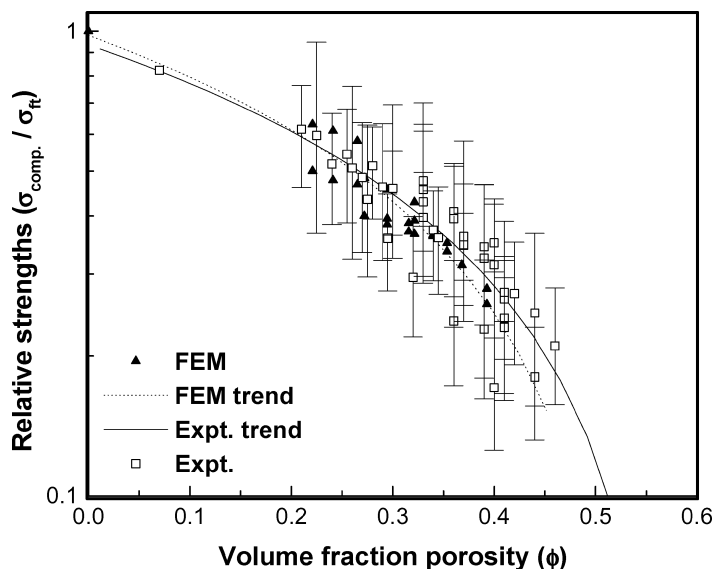 1
0.1
Relative strengths (σcomp. / σft)
FEM
FEM trend
Expt. trend
Expt.
0.0 0.1 0.2 0.3 0.4 0.5 0.6
Volume fraction porosity (ϕ)